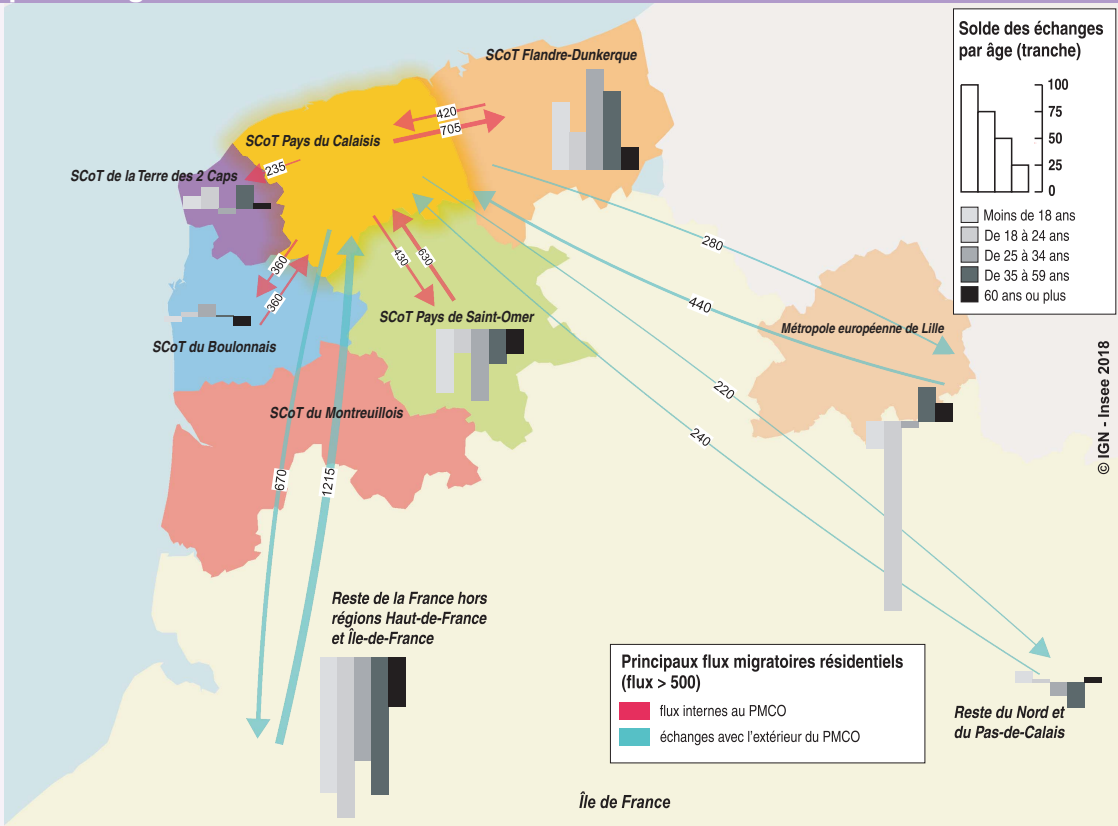 SCoT Flandre-Dunkerque
Solde des échanges
par âge (tranche)
100
75
50
25
0
Moins de 18 ans
De 18 à 24 ans
De 25 à 34 ans
De 35 à 59 ans
60 ans ou plus
420
705
SCoT Pays du Calaisis
235
SCoT de la Terre des 2 Caps
280
360
430
630
360
440
SCoT Pays de Saint-Omer
Métropole européenne de Lille
SCoT du Boulonnais
220
SCoT du Montreuillois
240
670
1215
© IGN - Insee 2018
Reste de la France hors
régions Haut-de-France
et Île-de-France
Principaux flux migratoires résidentiels
(flux > 500)
flux internes au PMCO
échanges avec l'extérieur du PMCO
Reste du Nord et
du Pas-de-Calais
Île de France